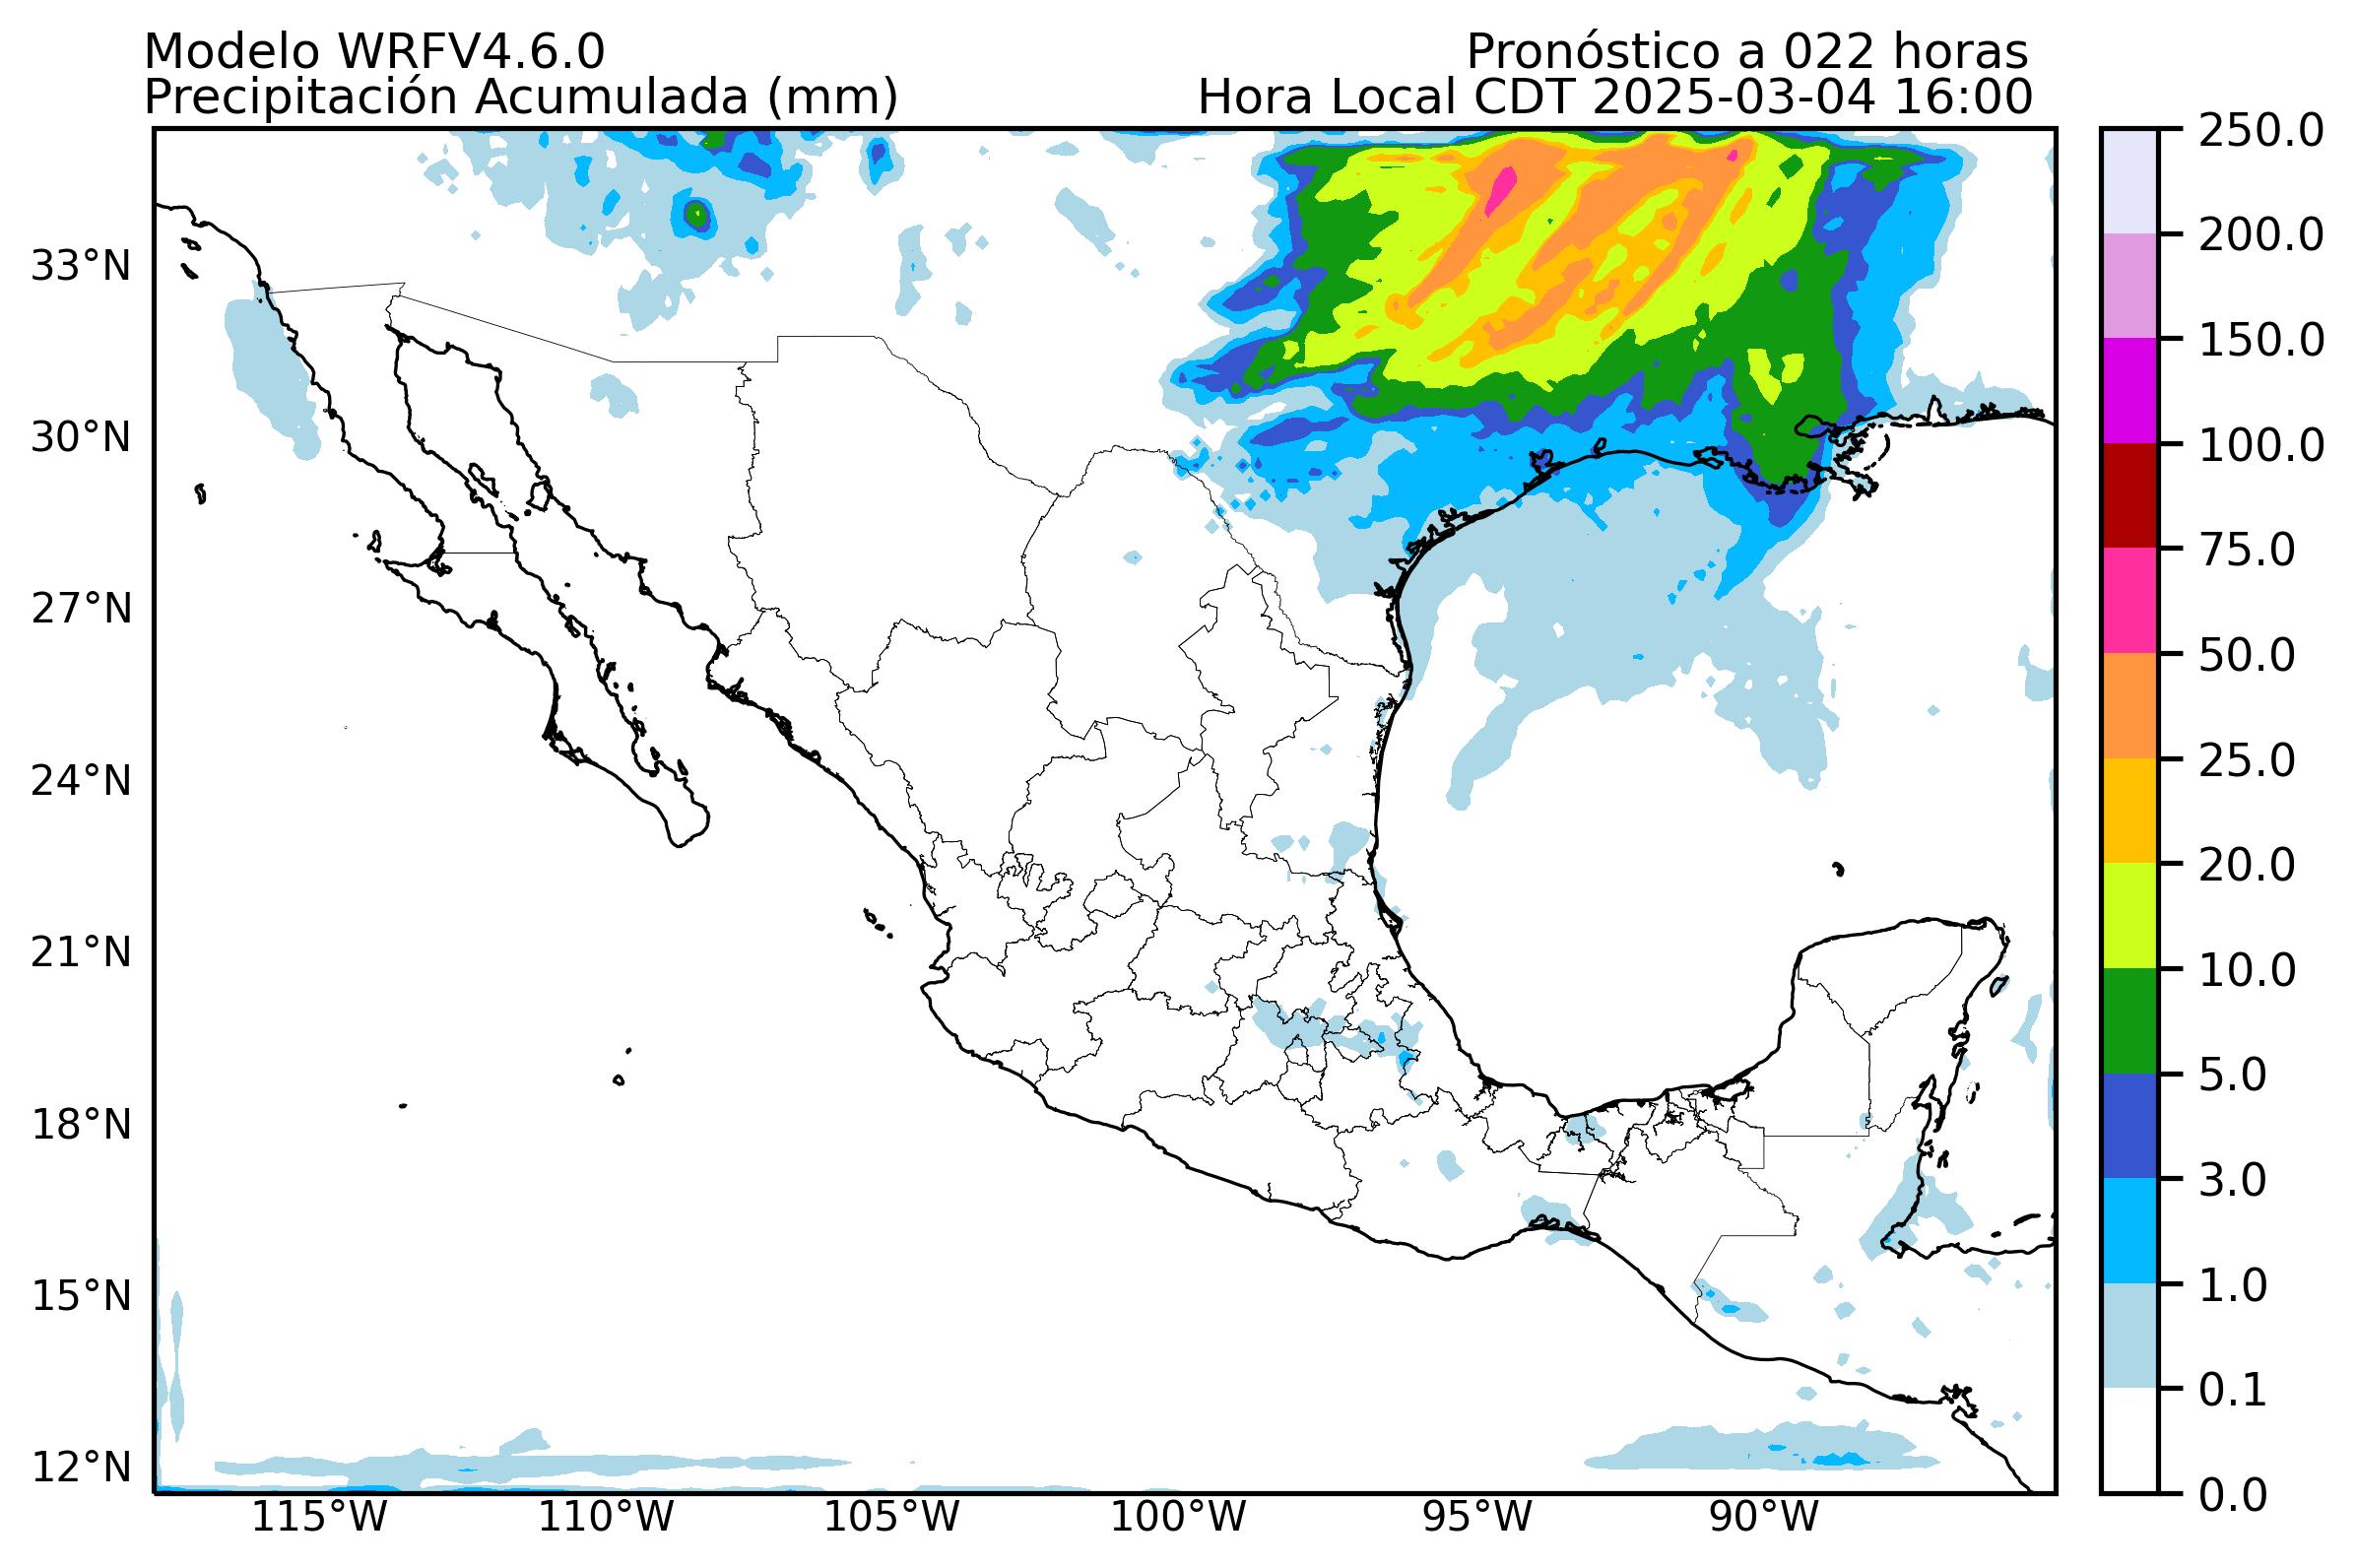 Modelo WRFV4.6.0
Pronóstico a 022 horas
Precipitación Acumulada (mm)
Hora Local CDT 2025-03-04 16:00
33°N
30°N
27°N
24°N
21°N
18°N
15°N
12°N
115°W
110°W
105°W
100°W
95°W
90°W
250.0
200.0
150.0
100.0
75.0
50.0
25.0
20.0
10.0
5.0
3.0
1.0
0.1
0.0